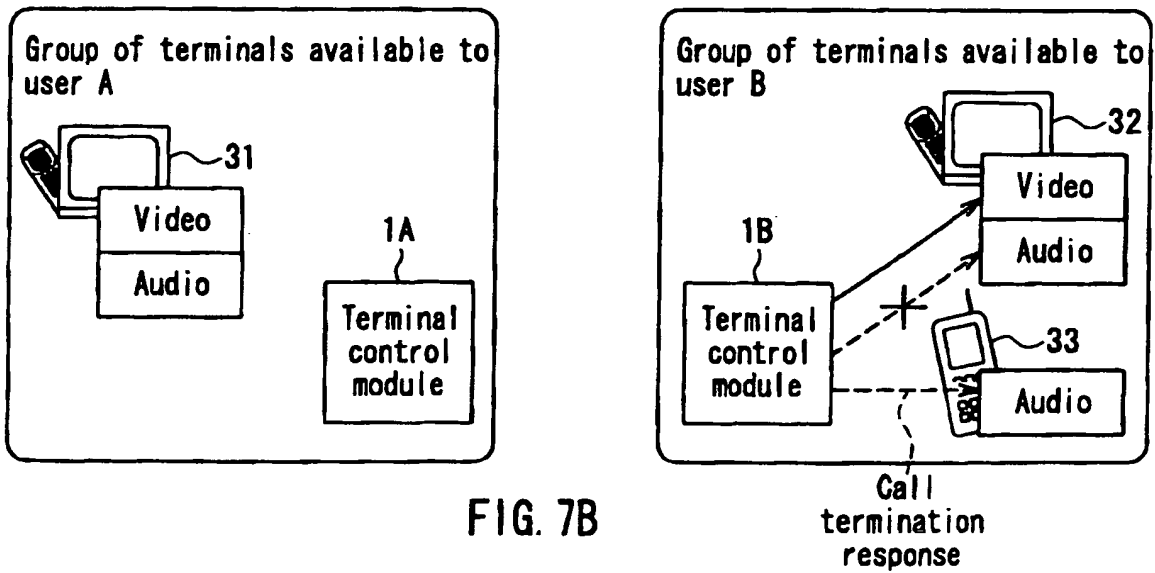 Group of terminals available to
user A
31
Video
Audio
1A
Terminal
control
module
Group of terminals available to
user B
32
Video
Audio
1B
Terminal
control
module
33
Audio
Call
termination
response
FIG. 7B